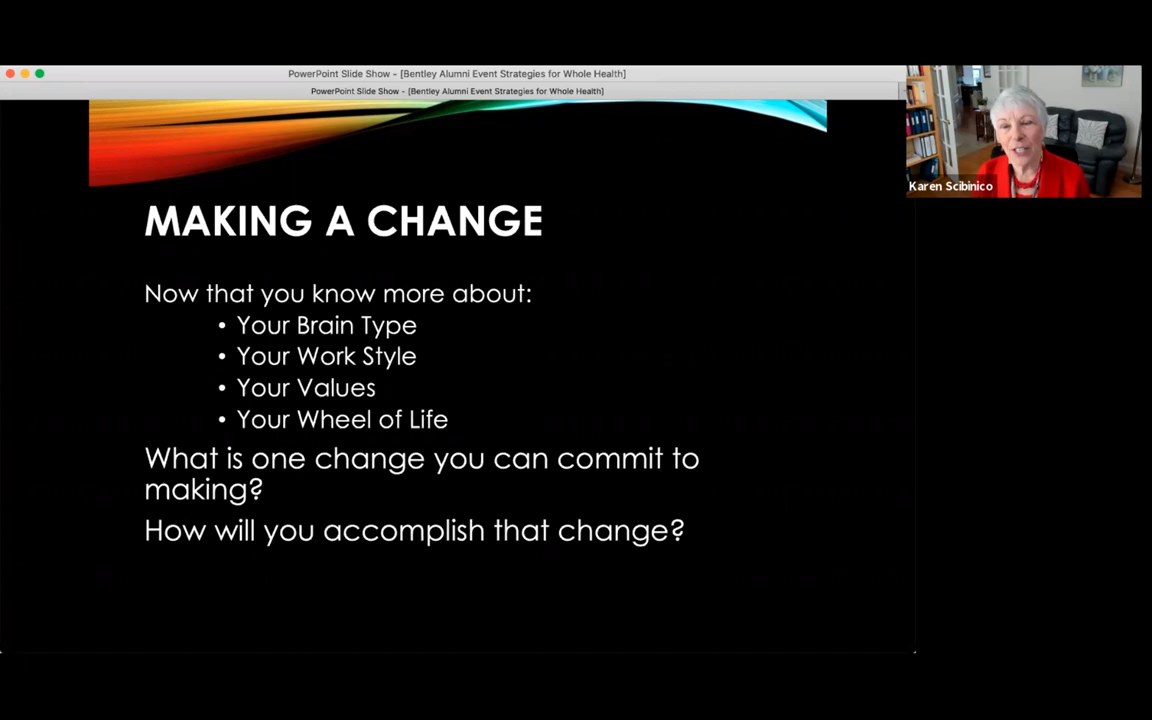 PowerPoint Slide Show - [Bentley Alumni Event Strategies for Whole Health]
PowerPoint Slide Show - [Bentley Alumni Event Strategies for Whole Health]
Karen Scibinico
MAKING A CHANGE
Now that you know more about:
• Your Brain Type
• Your Work Style
• Your Values
• Your Wheel of Life
What is one change you can commit to
making?
How will you accomplish that change?